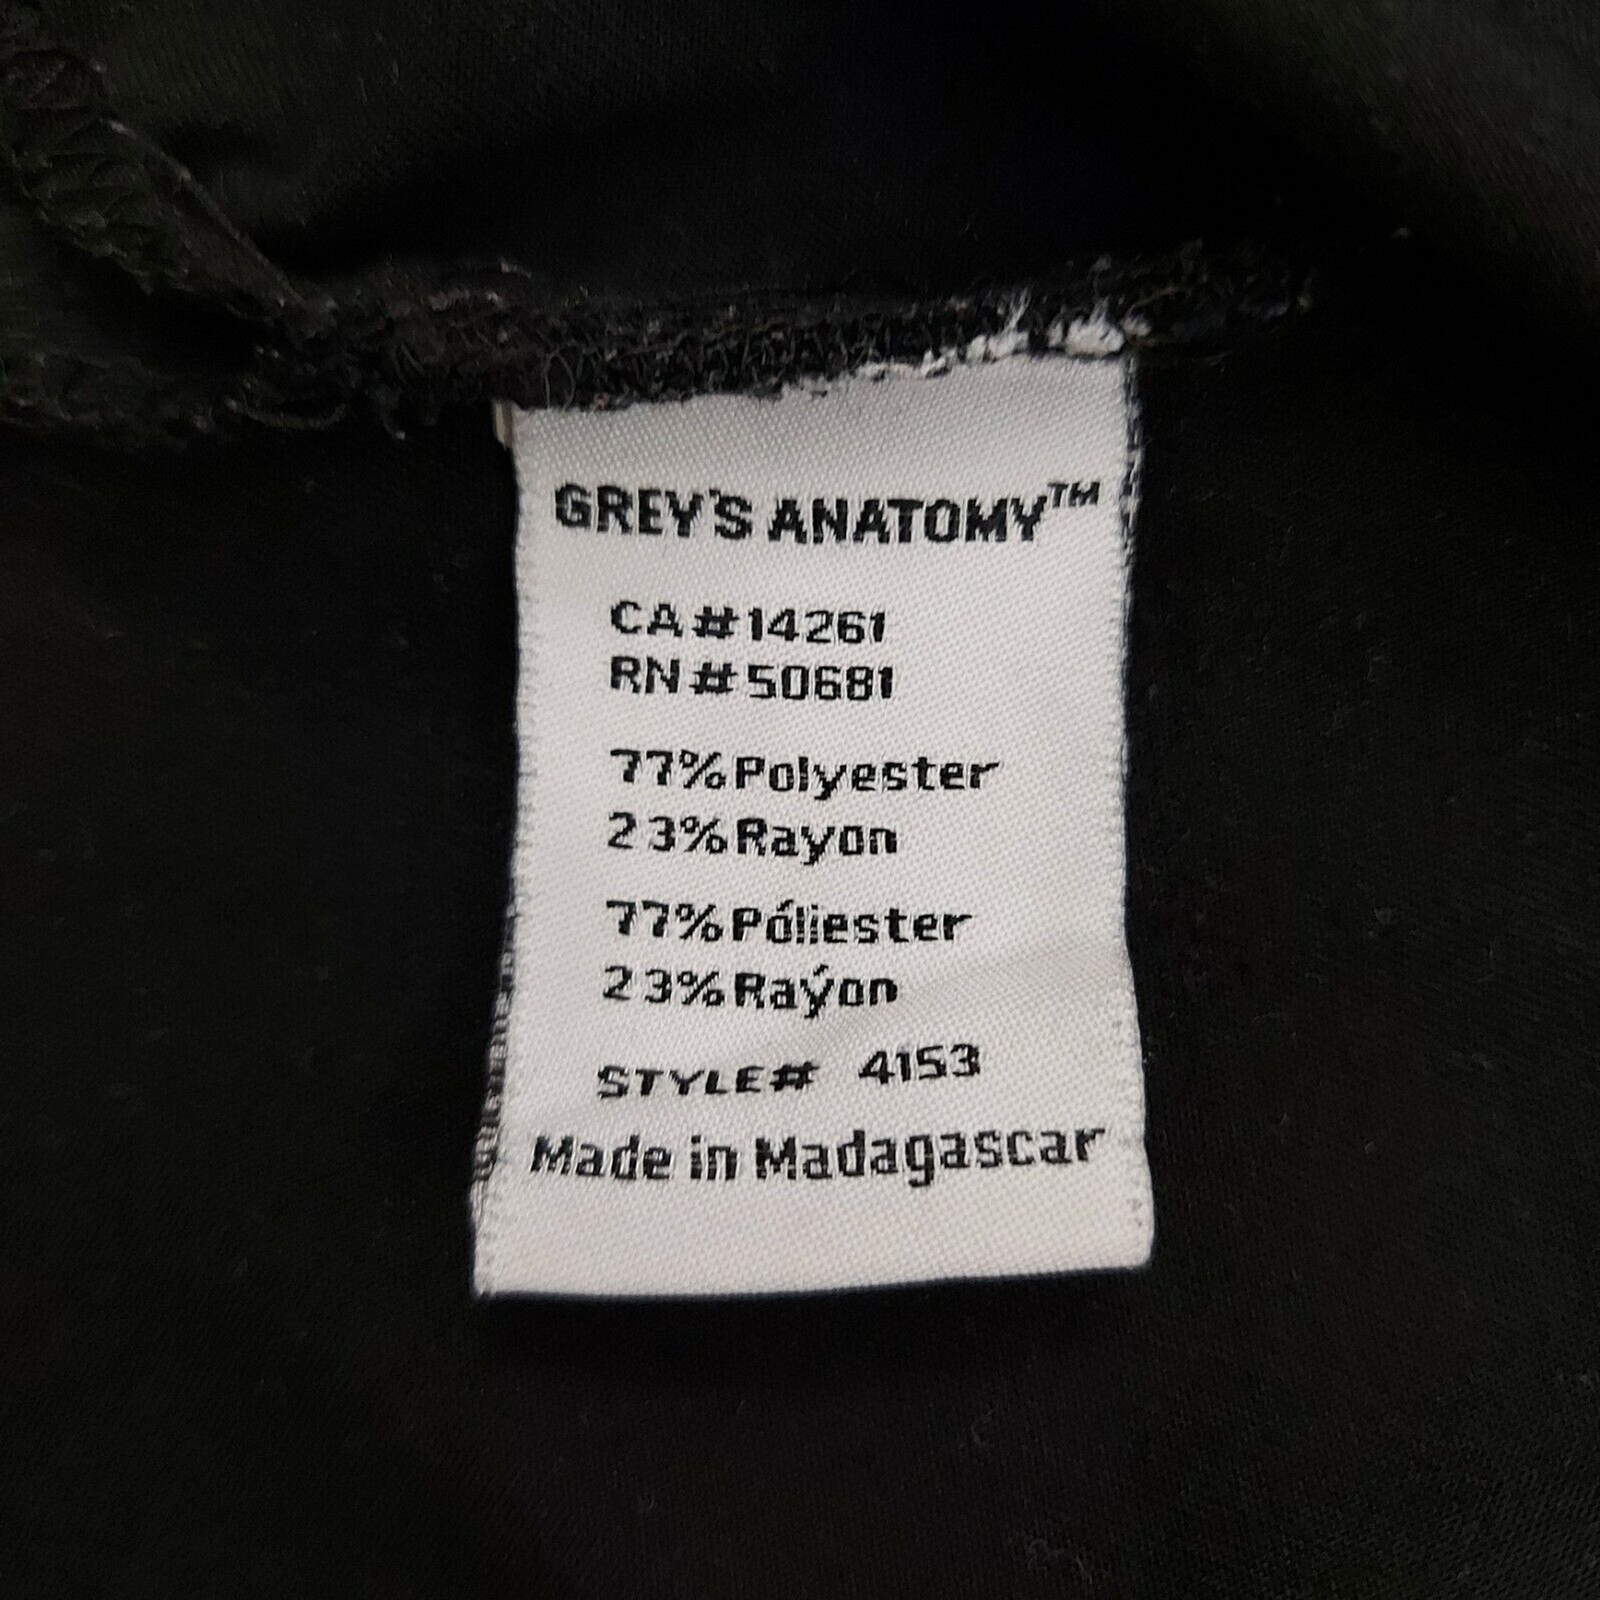 GREY'S ANATOMY™
CA#14261
RN#50681
77%Polyester
23%Rayon
77%Póliester
23%Raýon
STYLE# 4153
Made in Madagascar